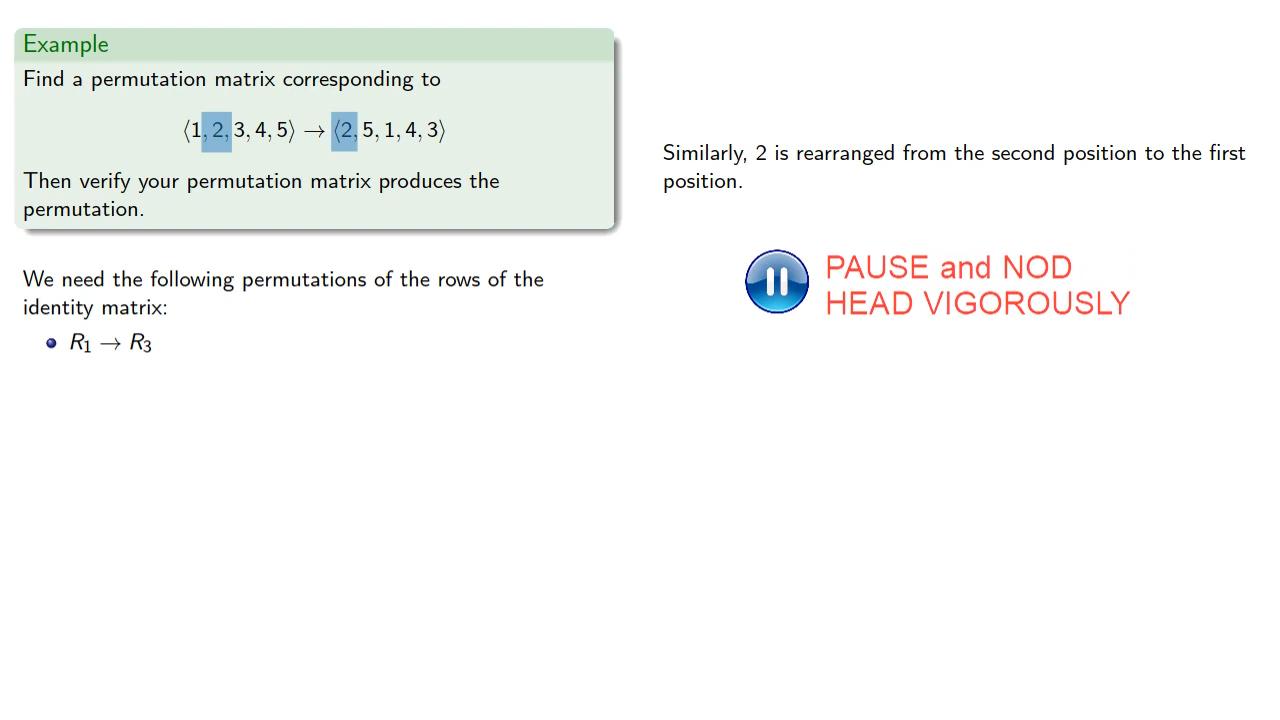 Example
Find a permutation matrix corresponding to
⟨1, 2, 3, 4, 5⟩ → ⟨2, 5, 1, 4, 3⟩
Then verify your permutation matrix produces the
permutation.
We need the following permutations of the rows of the
identity matrix:
R₁ → R₃
Similarly, 2 is rearranged from the second position to the first
position.
PAUSE and NOD
HEAD VIGOROUSLY